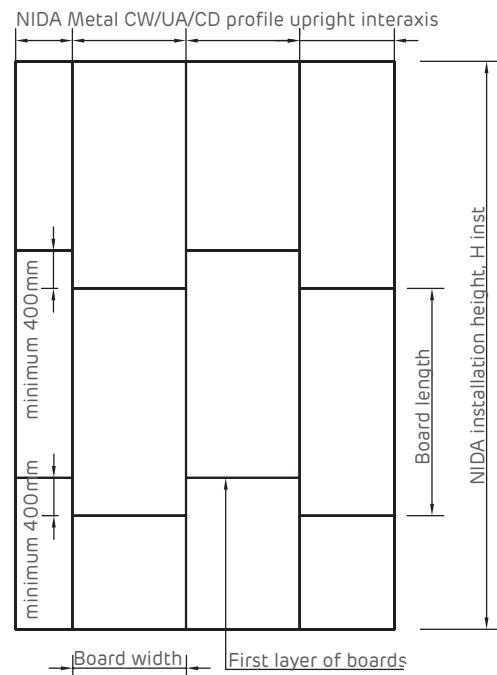 NIDA Metal CW/UA/CD profile upright interaxis
minimum 400mm
minimum 400mm
Board length
NIDA installation height, H inst
Board width
First layer of boards